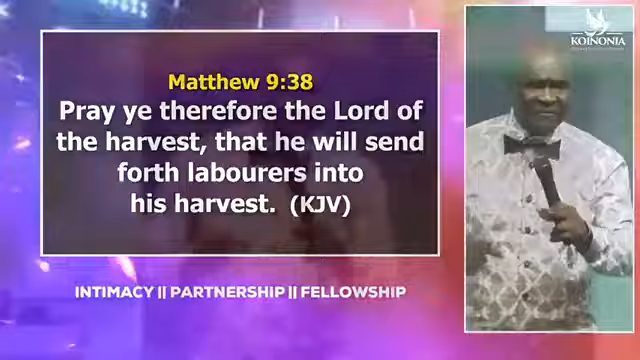 Matthew 9:38
Pray ye therefore the Lord of
the harvest, that he will send
forth labourers into
his harvest. (KJV)
INTIMACY || PARTNERSHIP || FELLOWSHIP
KOINONIA